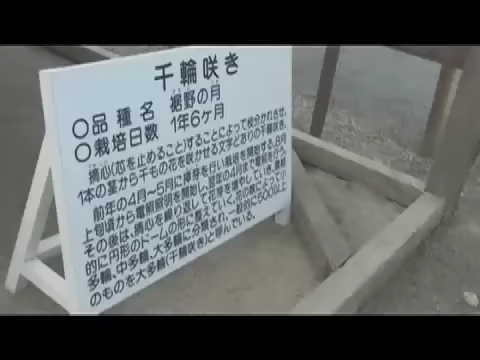 千輪咲き
〇品種名 裾野の月
〇栽培日数 1年6ケ月
摘心(芯を止めること)することによって枝分かれさせ、
1本の茎から千もの花を咲かせる文字どおりの千輪咲き。
前年の4月~5月に挿芽を行い栽培を開始する。8月
上旬頃から電照照明を開始し、翌年の4月まで電照を行う。
その後は、摘心を繰り返して花芽を増やしていき、最終
的に円形のドームの形に整えていく。花の数によって小
多輪、中多輪、大多輪に分類され、一般的に500以上
のものを大多輪(千輪咲き)と呼んでいる。